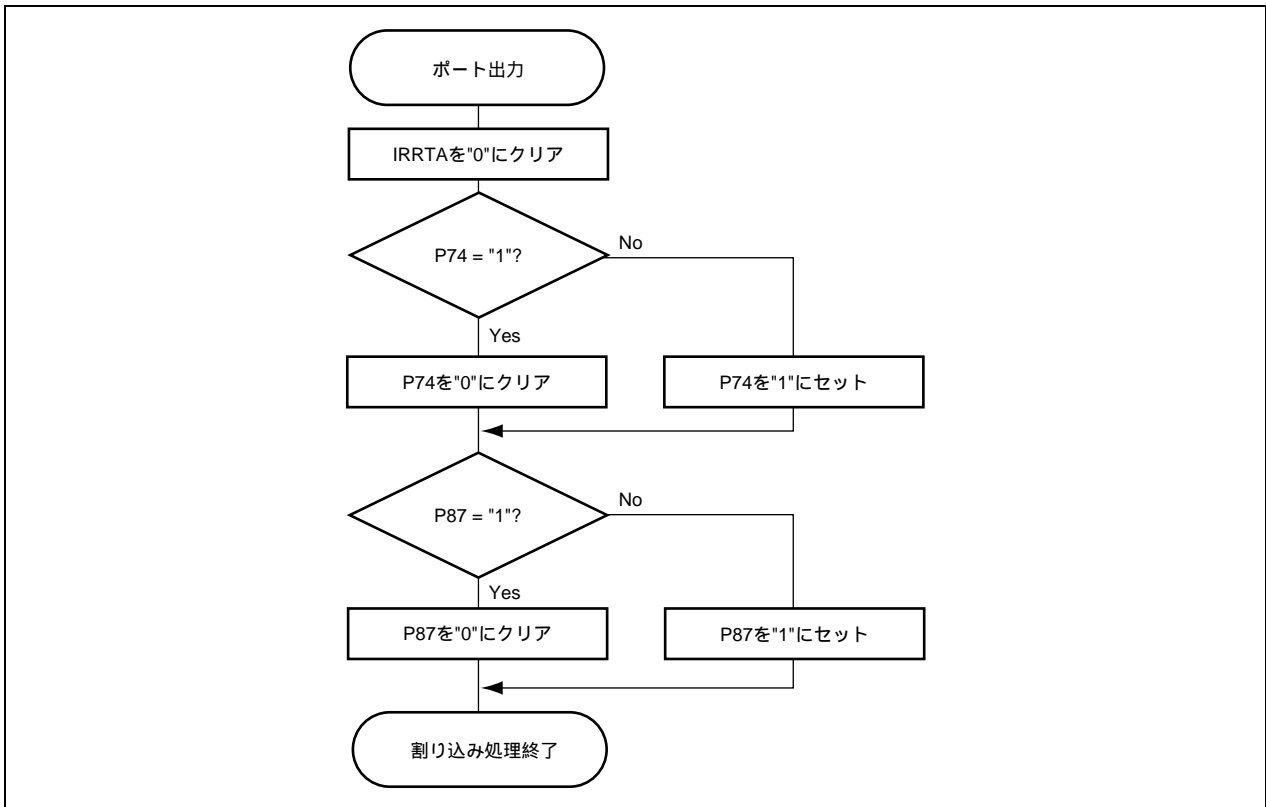 ポート出力
IRRTAを"0"にクリア
P74 = "1"?
No
Yes
P74を"0"にクリア
P74を"1"にセット
P87 = "1"?
No
Yes
P87を"0"にクリア
P87を"1"にセット
割り込み処理終了